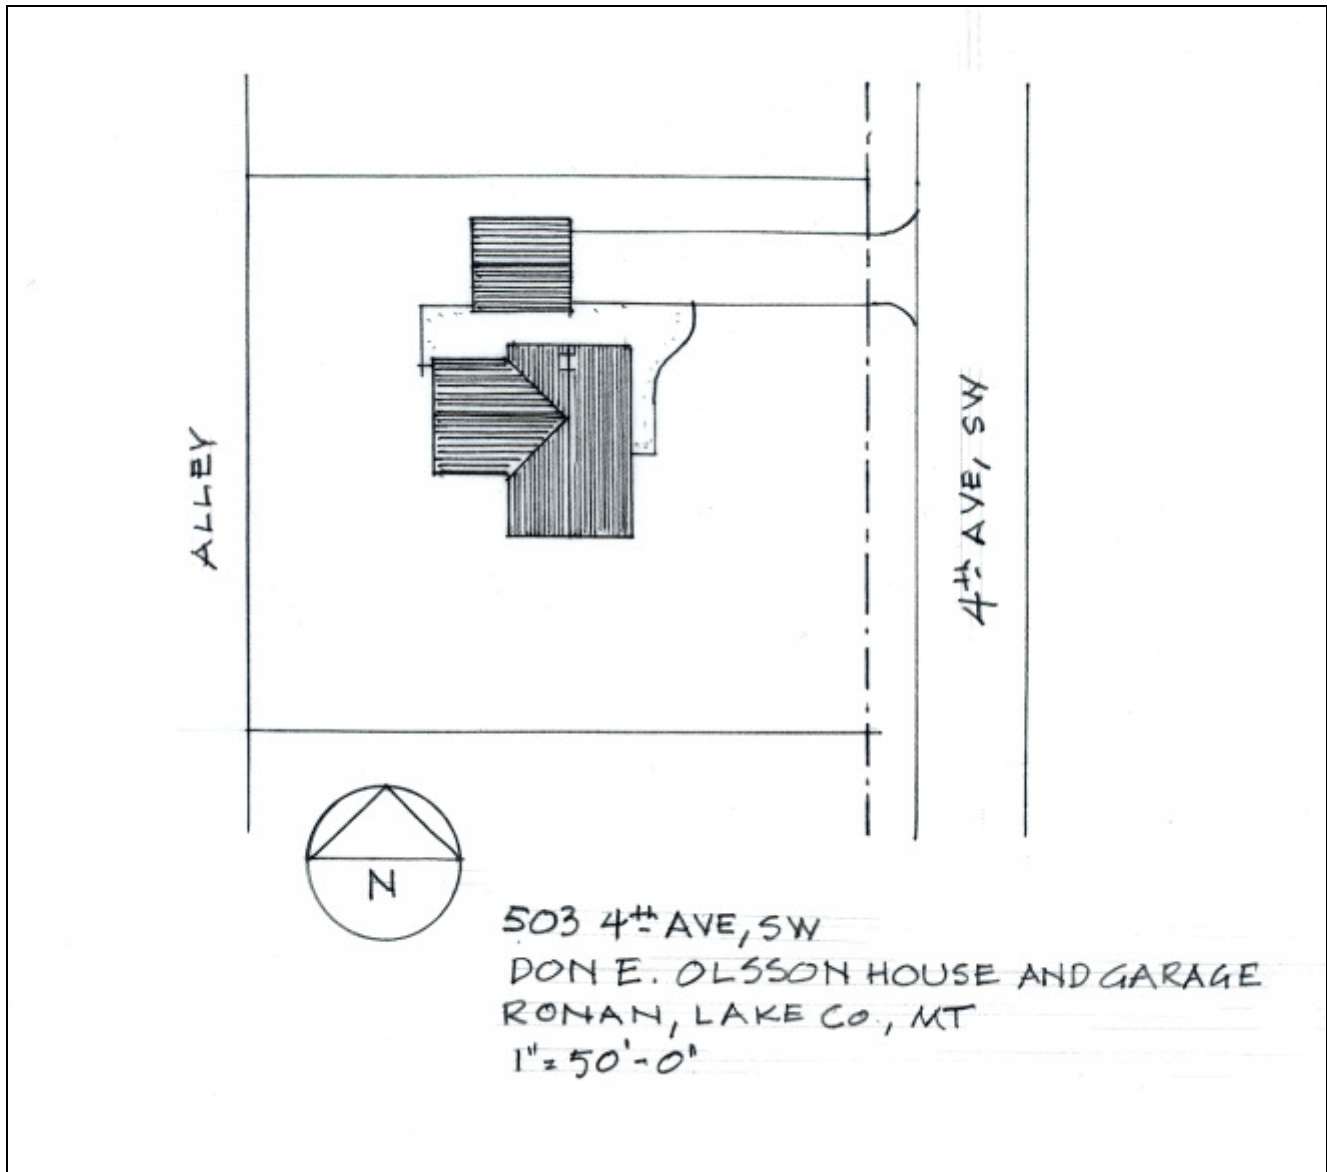 ALLEY
4th AVE, SW
N
503 4th AVE, SW
DON E. OLSSON HOUSE AND GARAGE
RONAN, LAKE CO., MT
1"=50'-0"